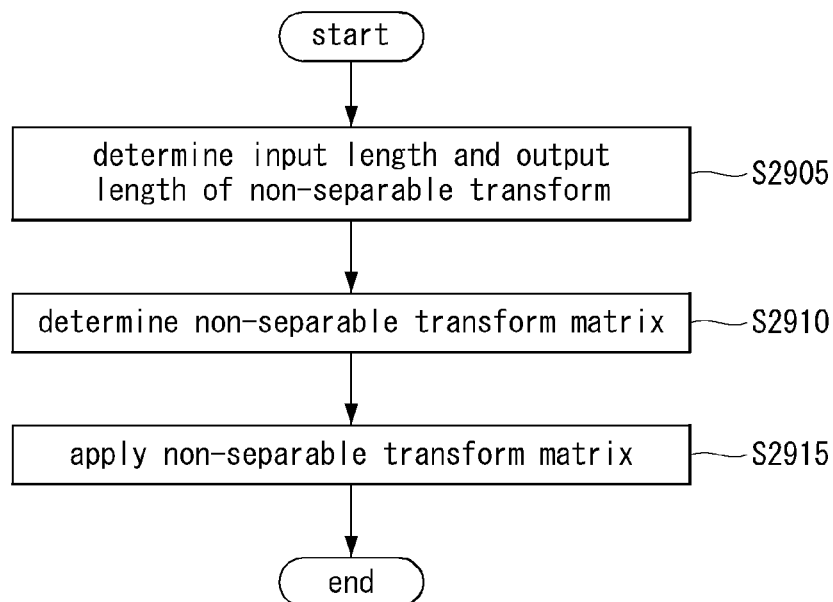 start
determine input length and output
length of non-separable transform
S2905
determine non-separable transform matrix
S2910
apply non-separable transform matrix
S2915
end